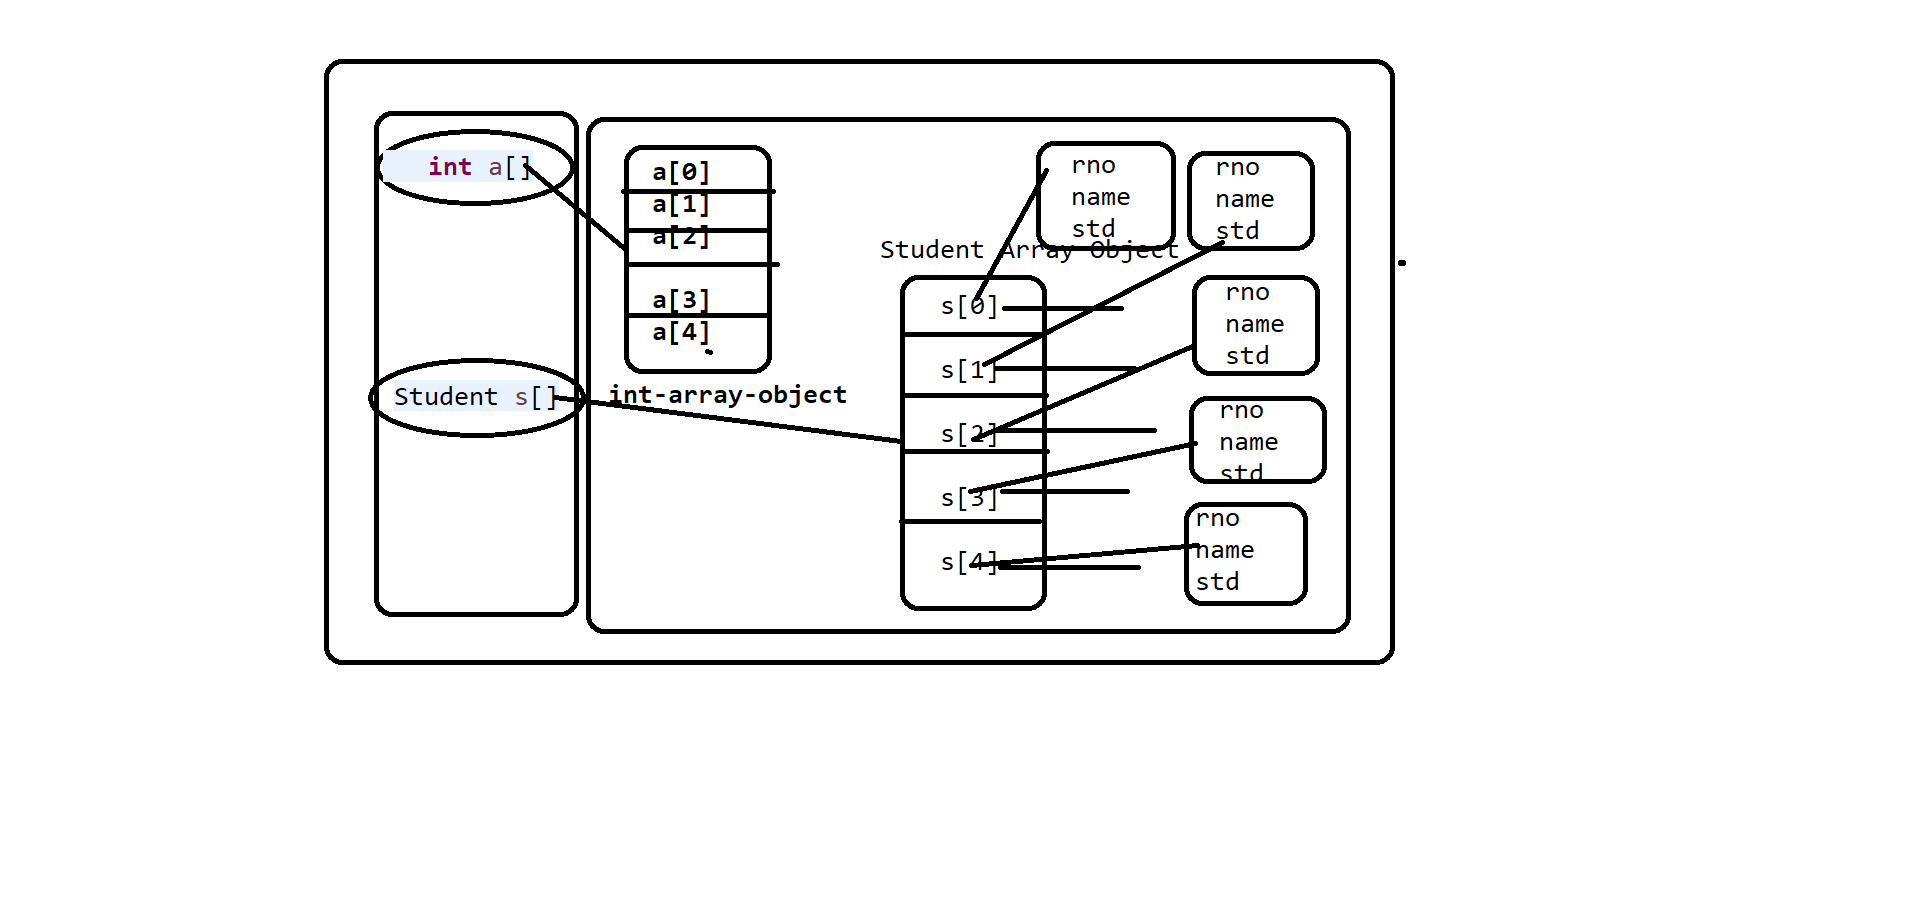 int a[]
Student s[]
a[0]
a[1]
a[2]
a[3]
a[4]
int-array-object
Student Array Object
s[0]
s[1]
s[2]
s[3]
s[4]
rno
name
std
rno
name
std
rno
name
std
rno
name
std
rno
name
std